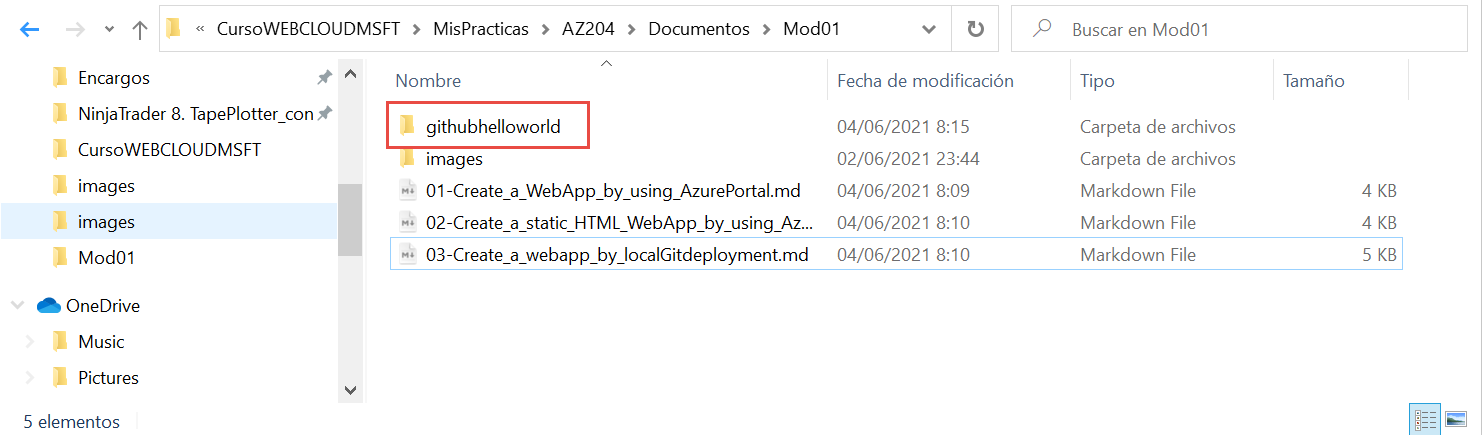 « CursoWEBCLOUDMSFT > MisPracticas > AZ204 > Documentos > Mod01
Buscar en Mod01
Encargos
NinjaTrader 8. TapePlotter_con
CursoWEBCLOUDMSFT
images
images
Mod01
OneDrive
Music
Pictures
Nombre Fecha de modificación Tipo Tamaño
githubhelloworld 04/06/2021 8:15 Carpeta de archivos
images 02/06/2021 23:44 Carpeta de archivos
01-Create_a_WebApp_by_using_AzurePortal.md 04/06/2021 8:09 Markdown File 4 KB
02-Create_a_static_HTML_WebApp_by_using_Az... 04/06/2021 8:10 Markdown File 4 KB
03-Create_a_webapp_by_localGitdeployment.md 04/06/2021 8:10 Markdown File 5 KB
5 elementos